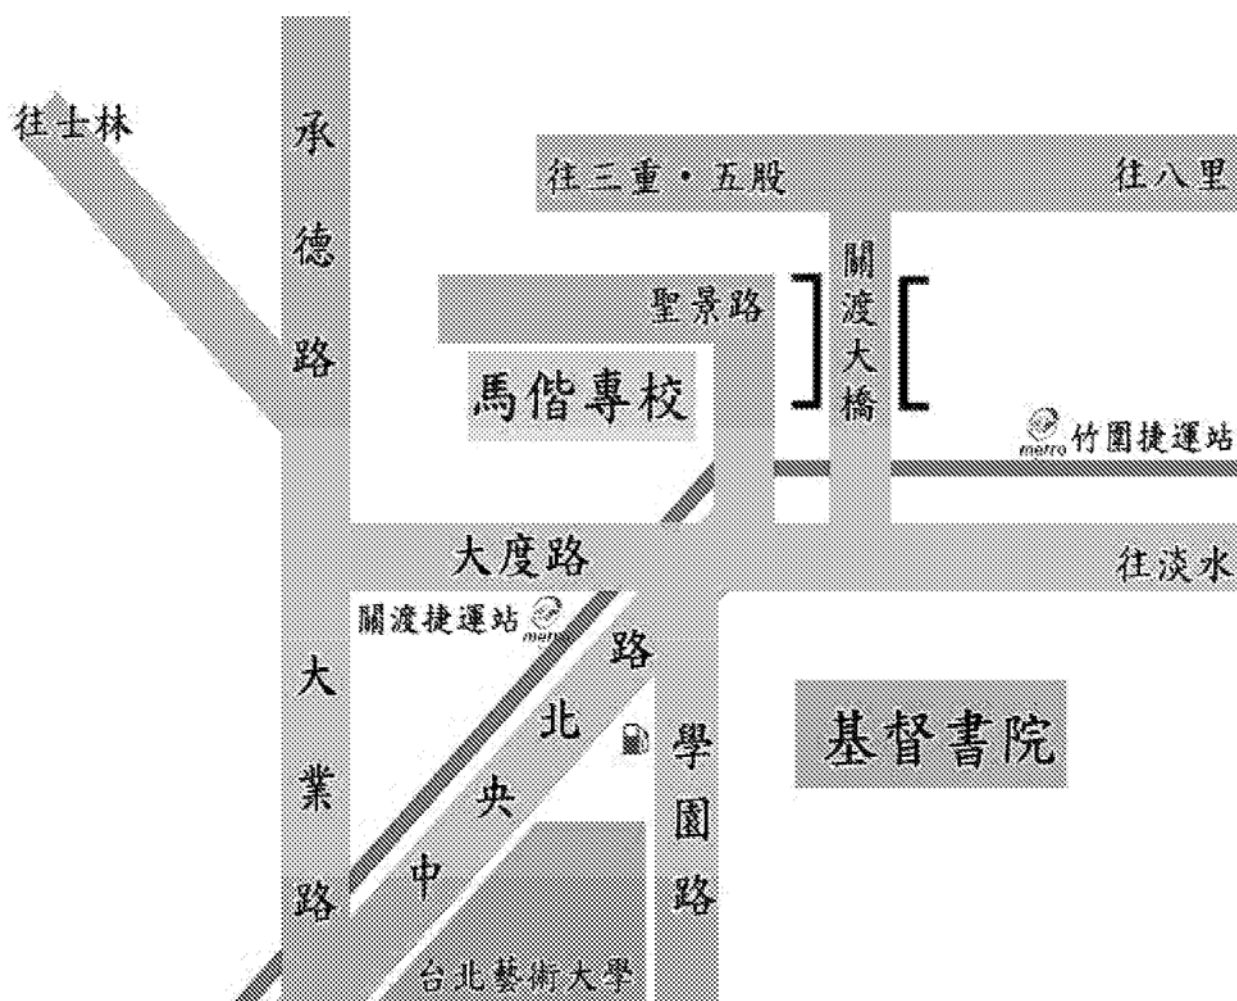 往士林
承德路
往三重・五股
往八里
關渡大橋
聖景路
馬偕專校
metro
竹圍捷運站
大度路
往淡水
關渡捷運站
metro
大業路
中央北路
學園路
基督書院
台北藝術大學